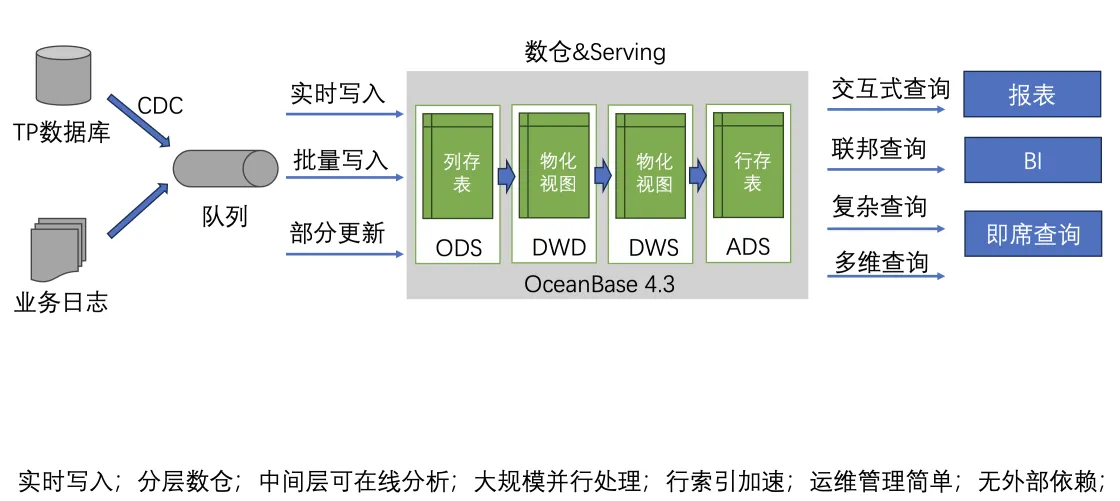 数仓&Serving
TP数据库
CDC
队列
业务日志
实时写入
批量写入
部分更新
列存
表
ODS
物化
视图
DWD
物化
视图
DWS
行存
表
ADS
OceanBase 4.3
交互式查询
联邦查询
复杂查询
多维查询
报表
BI
即席查询
实时写入；分层数仓；中间层可在线分析；大规模并行处理；行索引加速；运维管理简单；无外部依赖；